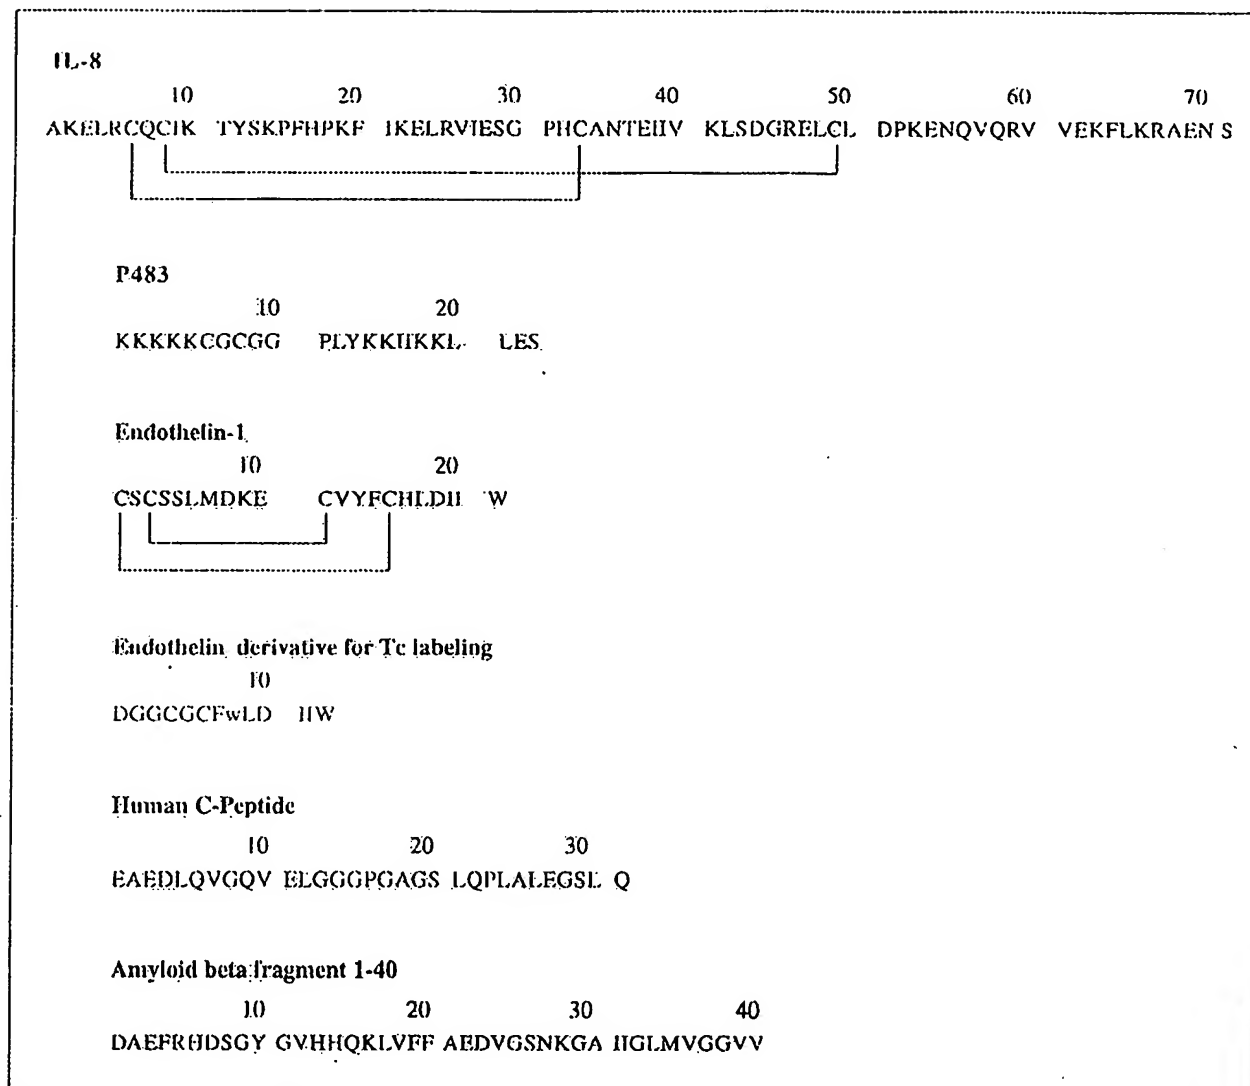 IL-8
10 20 30 40 50 60 70
AKELRCQCIK TYSKPFHPKF IKELRVIESG PHCANTEIIV KLSDGRELCL DPKENQVQRV VEKFLKRAEN S
P483
10 20
KKKKKCGCGG PLYKKIIKKL LES
Endothelin-1
10 20
CSCSSLMDKE CVYFCHLDII W
Endothelin derivative for Tc labeling
10
DGGCGCFwLD IIW
Human C-Peptide
10 20 30
EAEDLQVGQV ELGGGPGAGS LQPLALEGSL Q
Amyloid beta fragment 1-40
10 20 30 40
DAEFRHDSGY GVHHQKLVFF AEDVGSNKGA IIGLMVGGVV